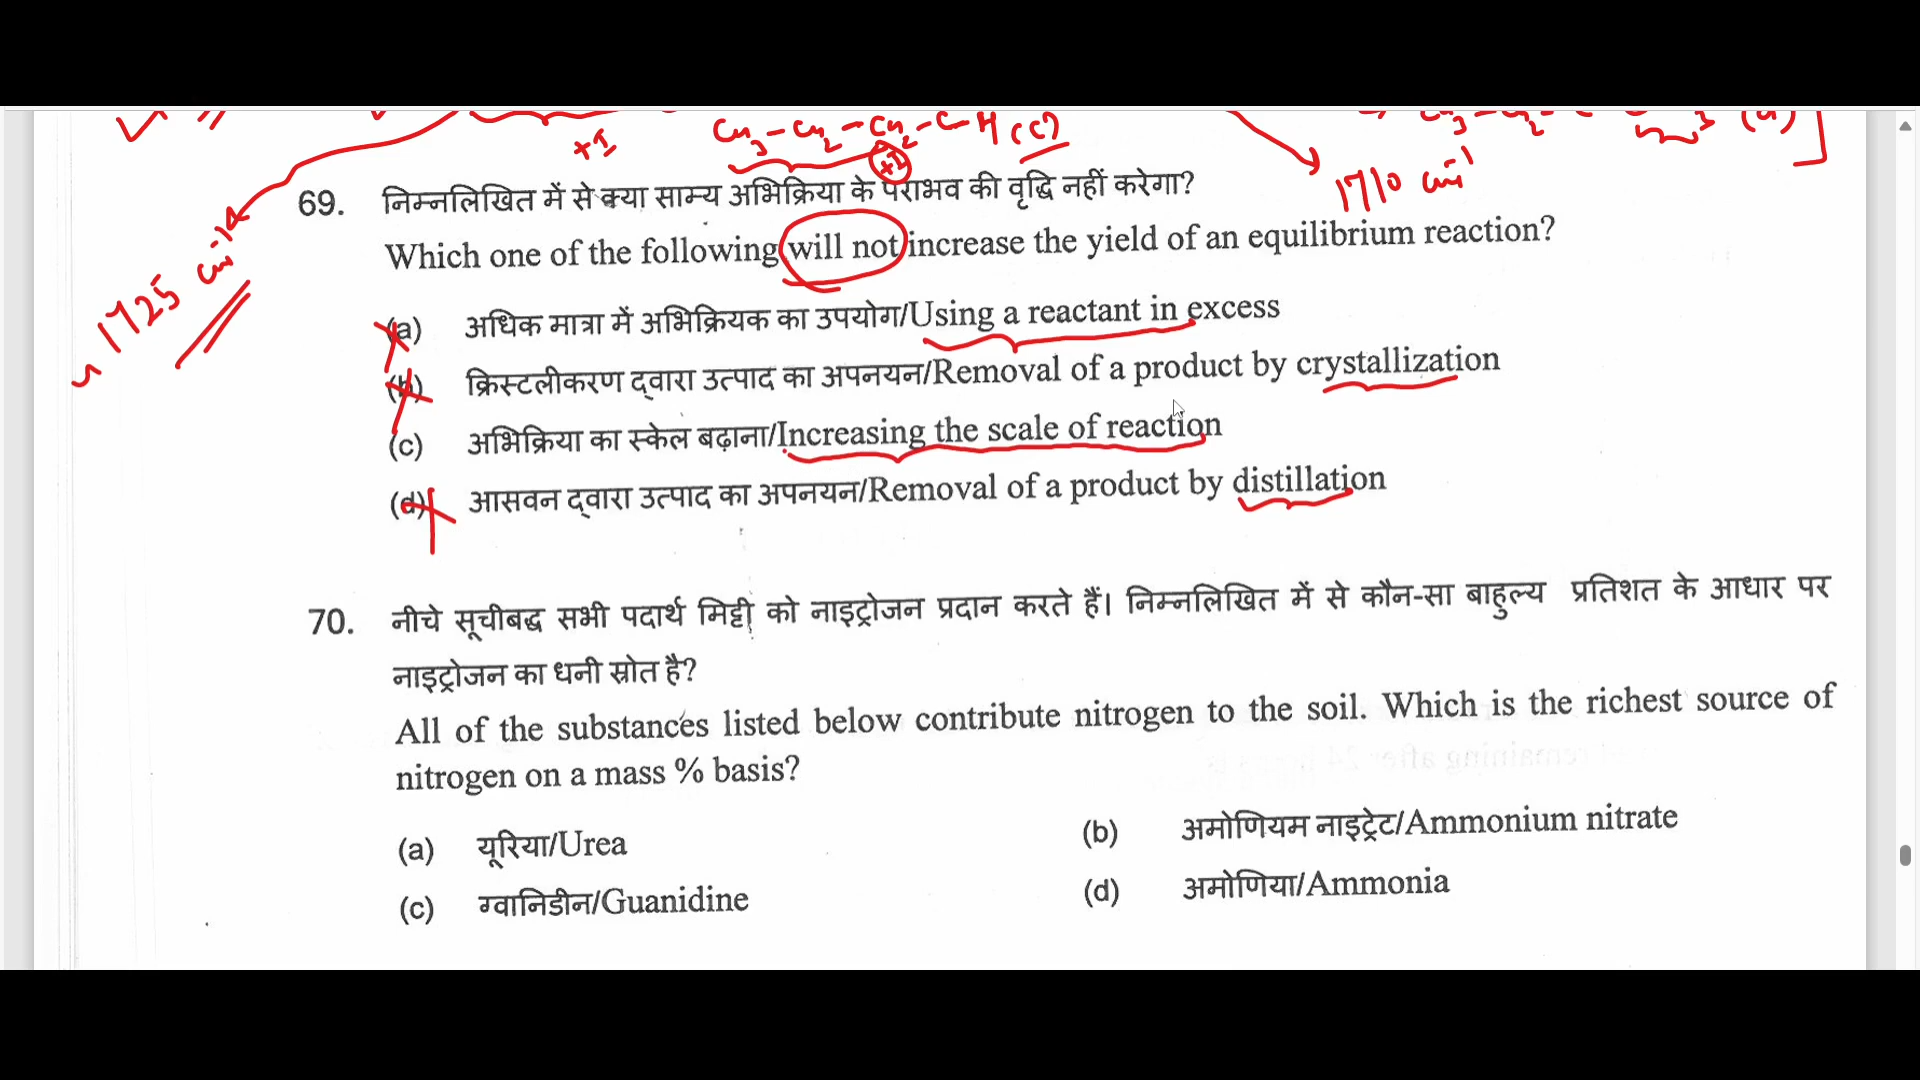 CH3-CH2-CH2-C-H (C)
+I
+I
1710 cm-1
~ 1725 cm-1
69. निम्नलिखित में से क्या साम्य अभिक्रिया के पराभव की वृद्धि नहीं करेगा?
Which one of the following will not increase the yield of an equilibrium reaction?
(a) अधिक मात्रा में अभिक्रियक का उपयोग/Using a reactant in excess
(b) क्रिस्टलीकरण द्वारा उत्पाद का अपनयन/Removal of a product by crystallization
(c) अभिक्रिया का स्केल बढ़ाना/Increasing the scale of reaction
(d) आसवन द्वारा उत्पाद का अपनयन/Removal of a product by distillation
70. नीचे सूचीबद्ध सभी पदार्थ मिट्टी को नाइट्रोजन प्रदान करते हैं। निम्नलिखित में से कौन-सा बाहुल्य प्रतिशत के आधार पर
नाइट्रोजन का धनी स्रोत है?
All of the substances listed below contribute nitrogen to the soil. Which is the richest source of
nitrogen on a mass % basis?
(a) यूरिया/Urea (b) अमोणियम नाइट्रेट/Ammonium nitrate
(c) ग्वानिडीन/Guanidine (d) अमोणिया/Ammonia